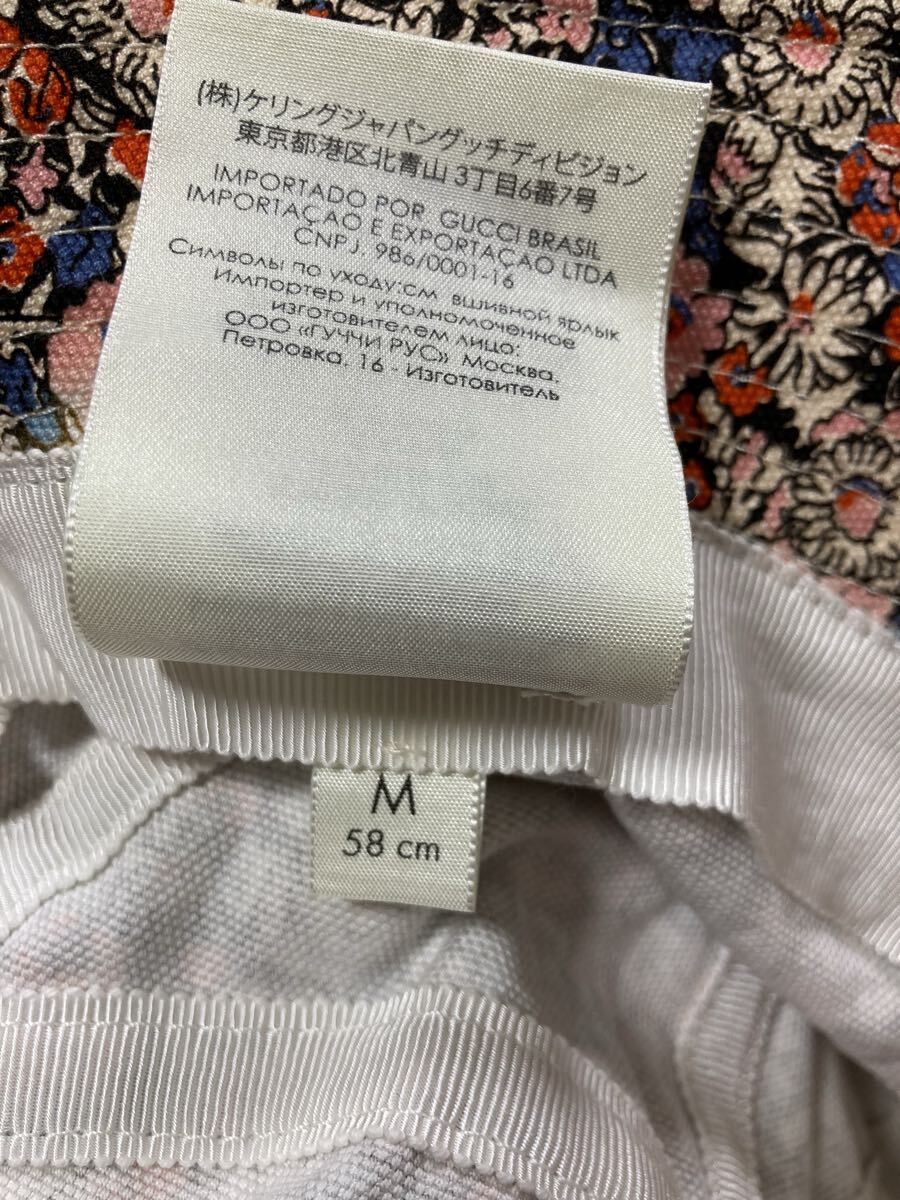 (株)ケリングジャパングッチディビジョン
東京都港区北青山3丁目6番7号
IMPORTADO POR GUCCI BRASIL
IMPORTAÇAO E EXPORTAÇAO LTDA
CNPJ. 986/0001-16
Символы по уходу:см вшивной ярлык
Импортер и уполномоченное
изготовителем лицо:
ООО «ГУЧЧИ РУС» Москва.
Петровка. 16 - Изготовитель
M
58 cm